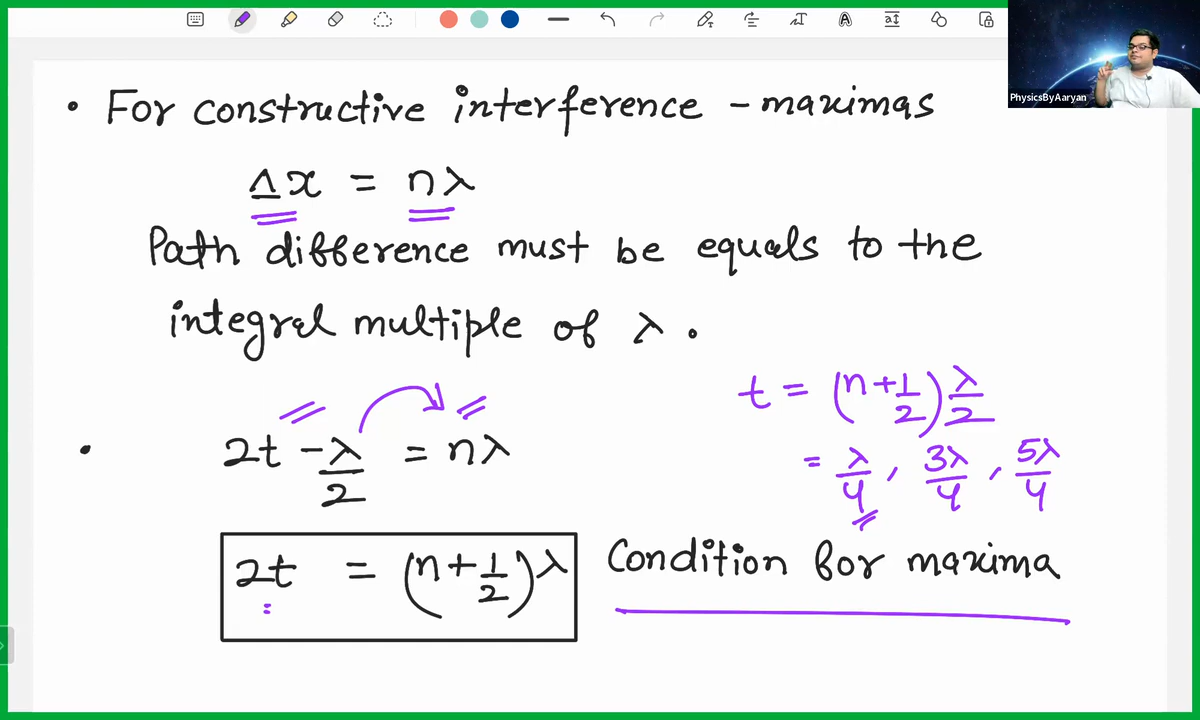 PhysicsByAaryan
• For constructive interference - maximas
Δx = nλ
Path difference must be equals to the
integral multiple of λ.
t = (n+1/2)λ/2
= λ/4, 3λ/4, 5λ/4
• 2t - λ/2 = nλ
2t = (n+1/2)λ Condition for maxima